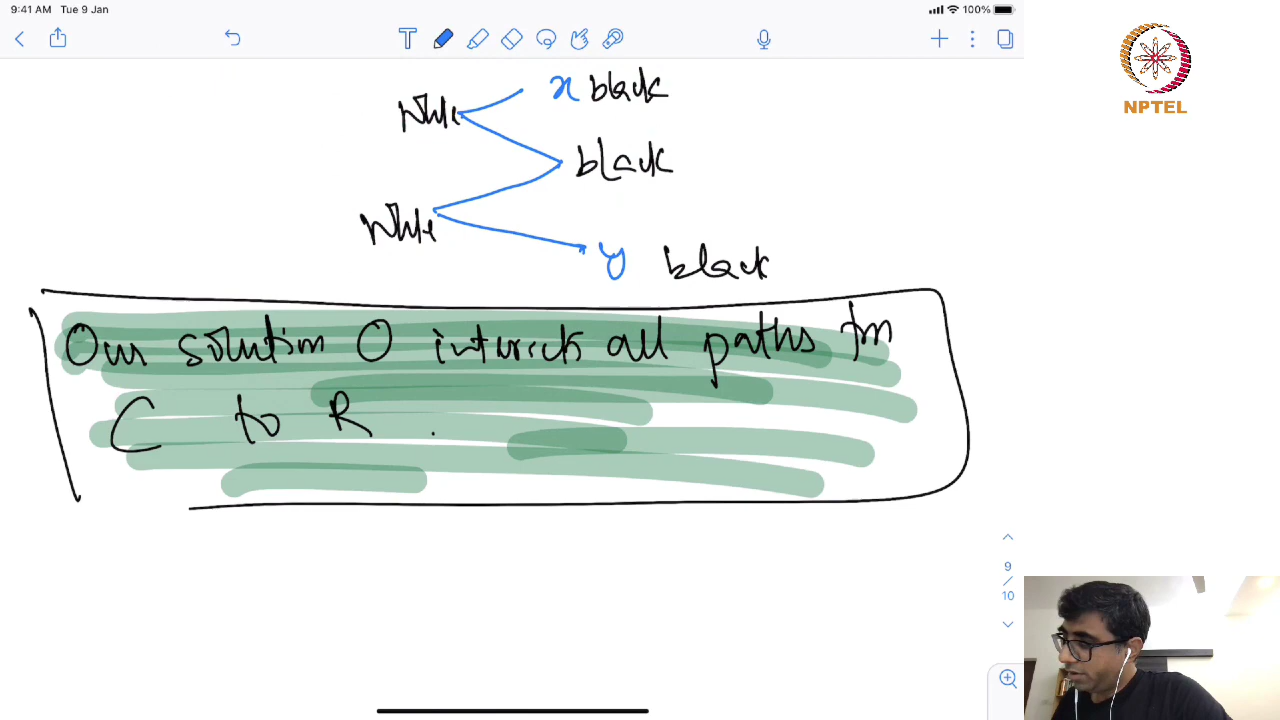 9:41 AM Tue 9 Jan
100%
NPTEL
x black
White
black
White
y black
Our solution O intersects all paths from
C to R.
9
/
10